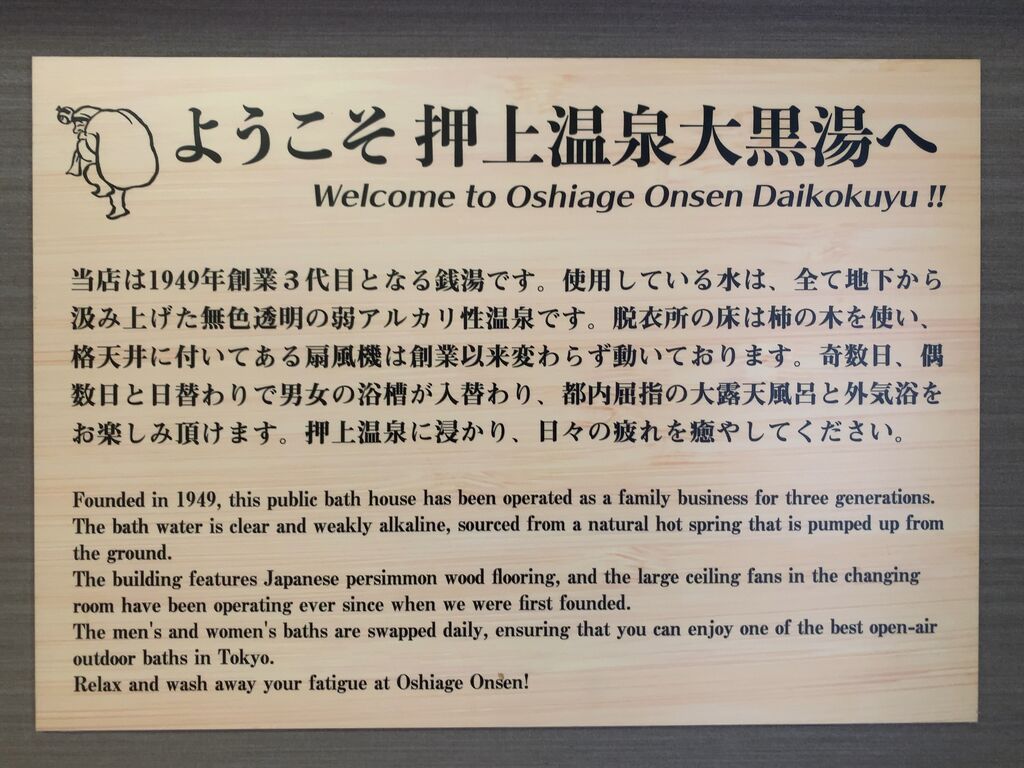 ようこそ 押上温泉大黒湯へ
Welcome to Oshiage Onsen Daikokuyu !!
当店は1949年創業３代目となる銭湯です。使用している水は、全て地下から
汲み上げた無色透明の弱アルカリ性温泉です。脱衣所の床は柿の木を使い、
格天井に付いてある扇風機は創業以来変わらず動いております。奇数日、偶
数日と日替わりで男女の浴槽が入替わり、都内屈指の大露天風呂と外気浴を
お楽しみ頂けます。押上温泉に浸かり、日々の疲れを癒やしてください。
Founded in 1949, this public bath house has been operated as a family business for three generations.
The bath water is clear and weakly alkaline, sourced from a natural hot spring that is pumped up from
the ground.
The building features Japanese persimmon wood flooring, and the large ceiling fans in the changing
room have been operating ever since when we were first founded.
The men's and women's baths are swapped daily, ensuring that you can enjoy one of the best open-air
outdoor baths in Tokyo.
Relax and wash away your fatigue at Oshiage Onsen!